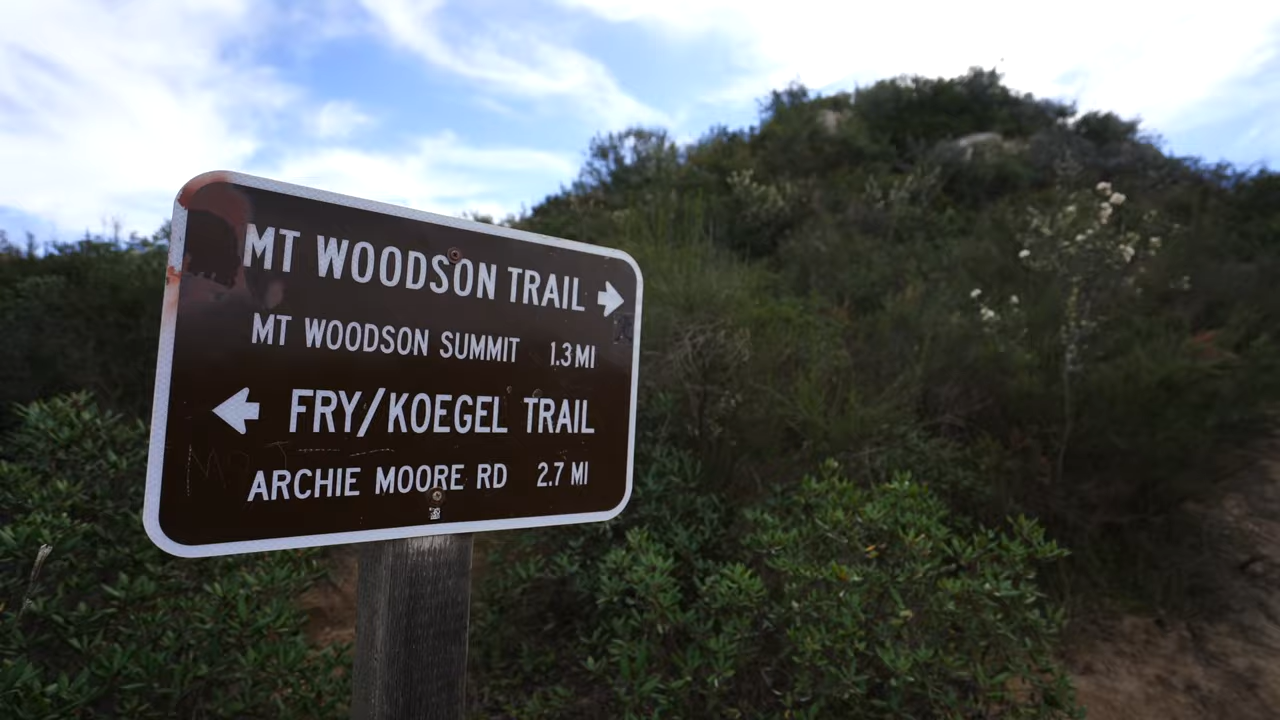 MT WOODSON TRAIL
MT WOODSON SUMMIT 1.3 MI
FRY/KOEGEL TRAIL
ARCHIE MOORE RD 2.7 MI